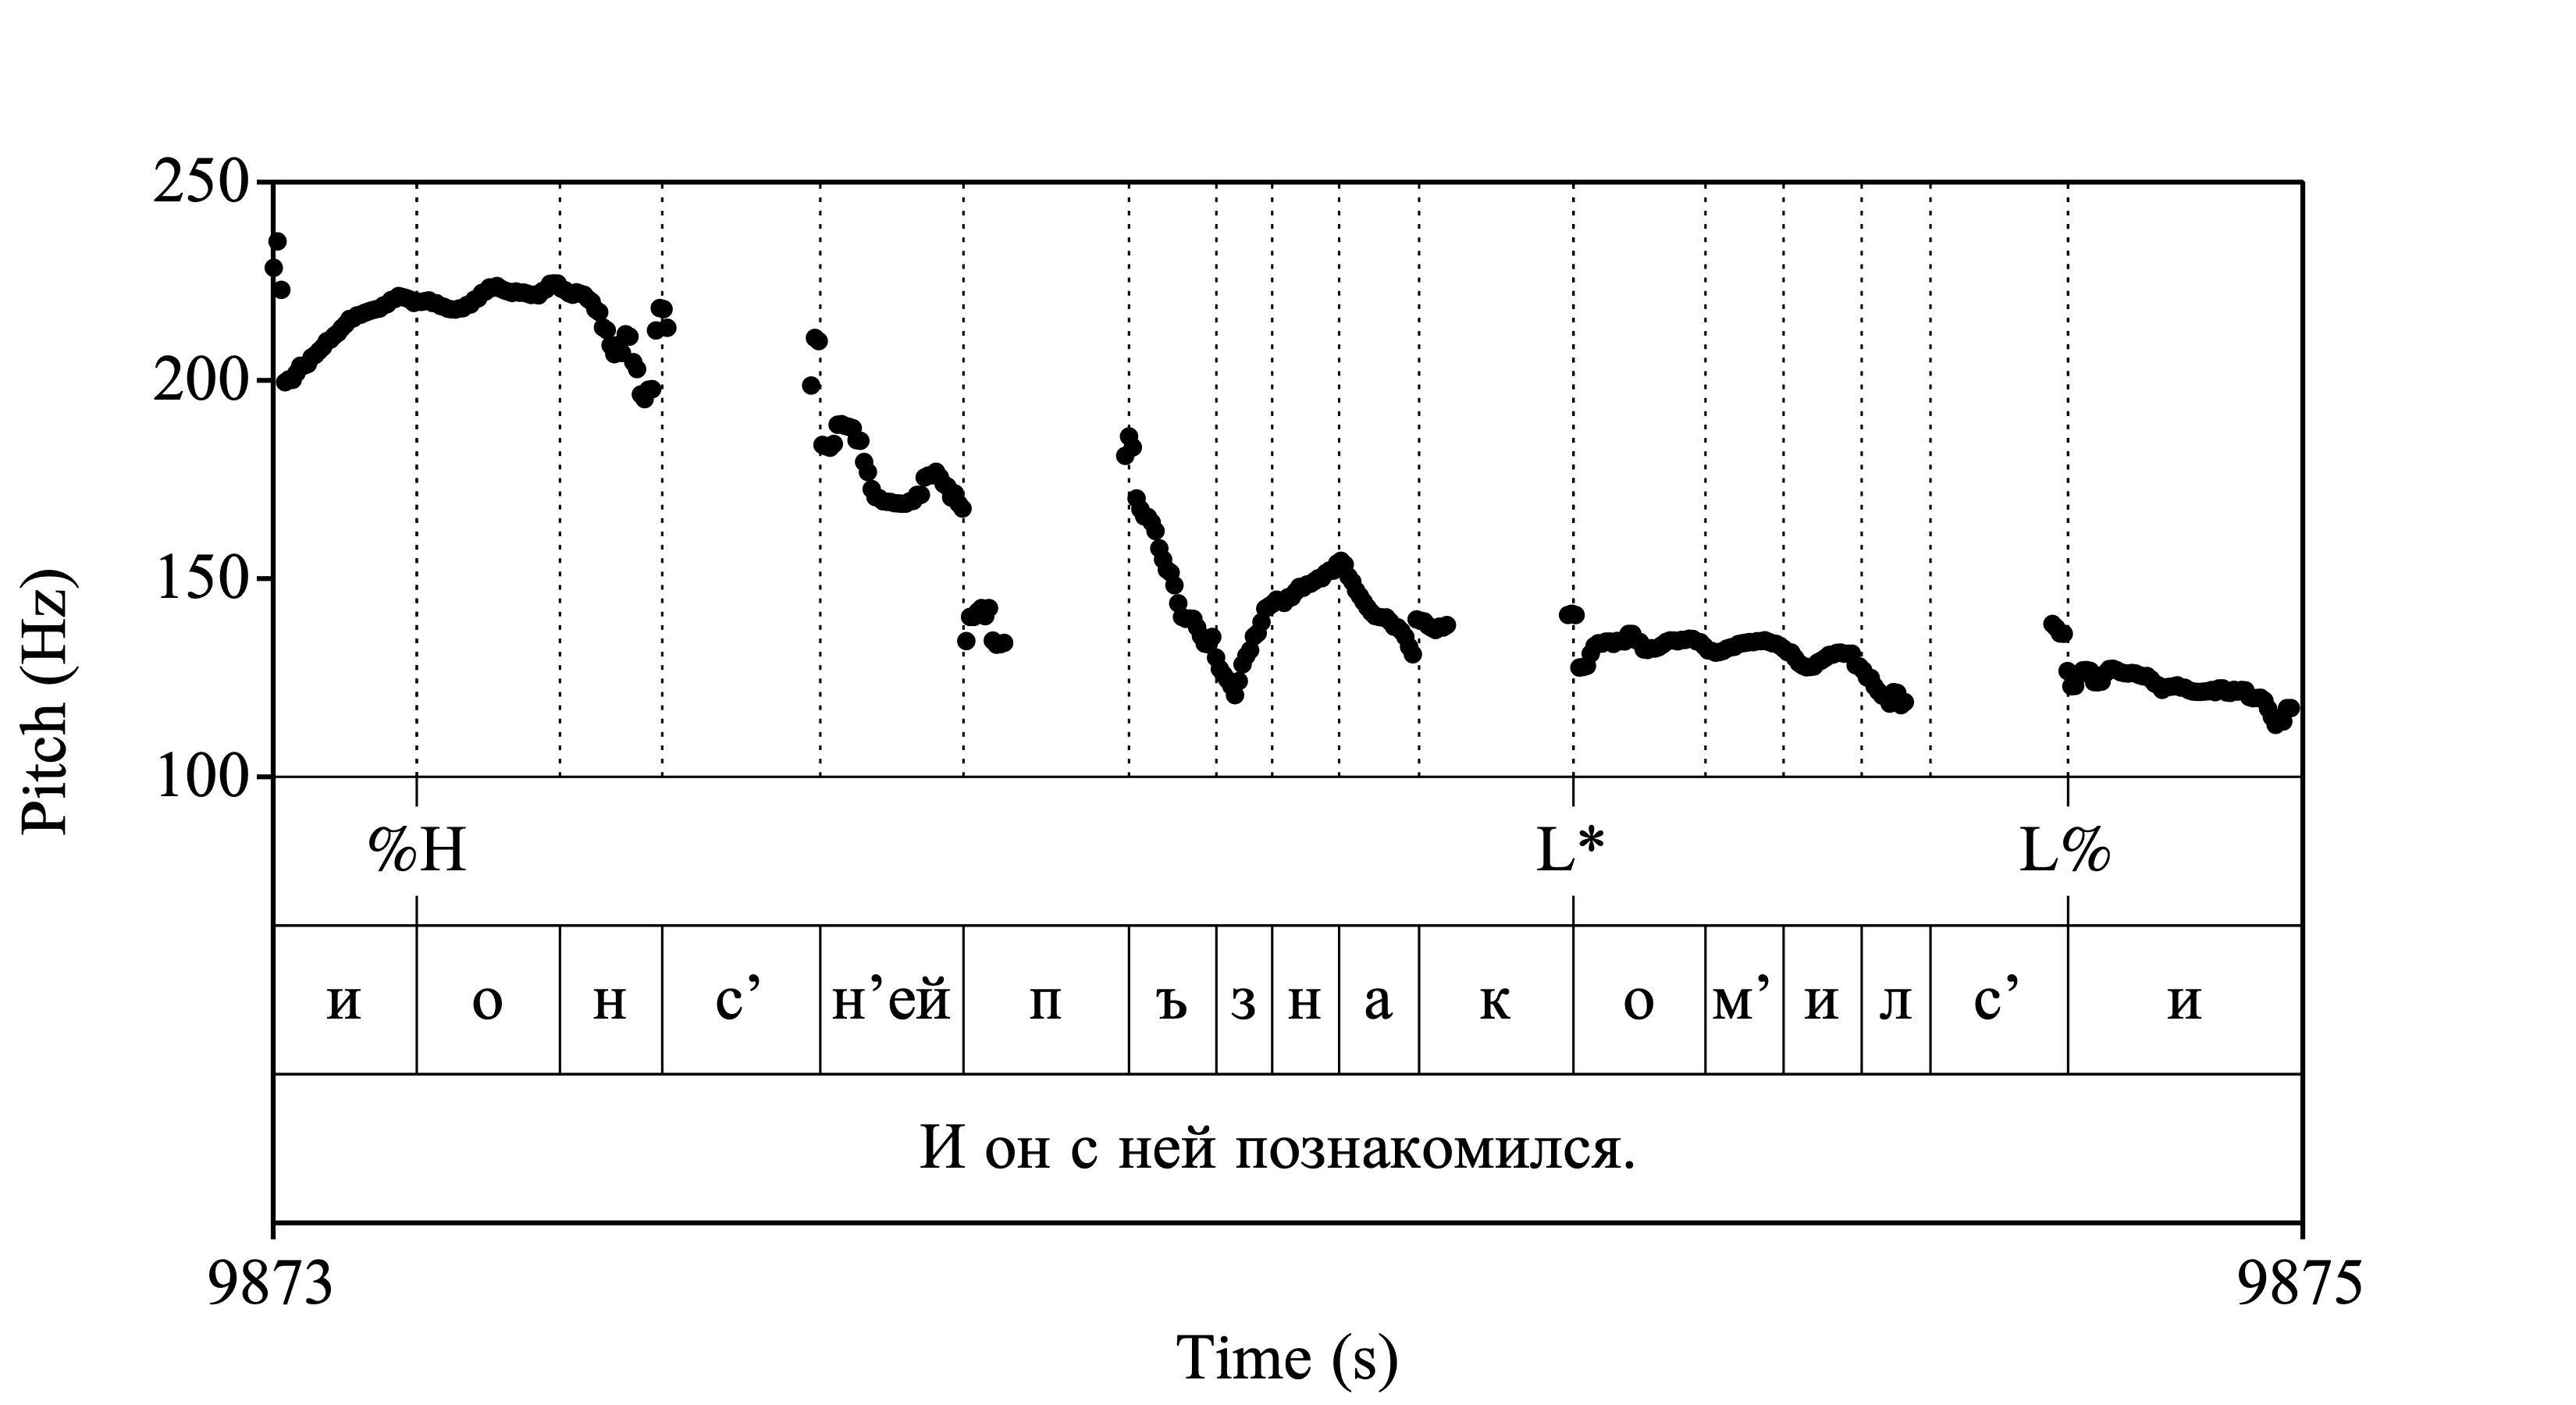 250
200
150
100
Pitch (Hz)
%H L* L%
и о н с’ н’ей п ъ з н а к о м’ и л с’ и
И он с ней познакомился.
9873 9875
Time (s)